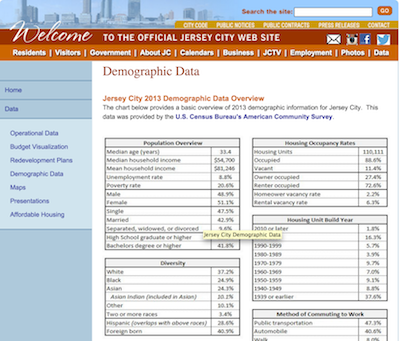 Search the site: GO
CITY CODE PUBLIC NOTICES PUBLIC CONTRACTS PRESS RELEASES CONTACT
Welcome TO THE OFFICIAL JERSEY CITY WEB SITE
Residents | Visitors | Government | About JC | Calendars | Business | JCTV | Employment | Photos | Data
Home
Data
Operational Data
Budget Visualization
Redevelopment Plans
Demographic Data
Maps
Presentations
Affordable Housing
Demographic Data
Jersey City 2013 Demographic Data Overview
The chart below provides a basic overview of 2013 demographic information for Jersey City. This
data was provided by the U.S. Census Bureau's American Community Survey.
Population Overview
Median age (years) 33.4
Median household income $54,700
Mean household income $81,246
Unemployment rate 8.8%
Poverty rate 20.6%
Male 48.9%
Female 51.1%
Single 47.5%
Married 42.9%
Separated, widowed, or divorced 9.6%
High School graduate or higher
Bachelors degree or higher 41.8%
Jersey City Demographic Data
Diversity
White 37.2%
Black 24.9%
Asian 24.3%
Asian Indian (included in Asian) 11.1%
Other 10.1%
Two or more races 3.4%
Hispanic (overlaps with above races) 28.6%
Foreign born 40.9%
Housing Occupancy Rates
Housing Units 110,111
Occupied 88.6%
Vacant 11.4%
Owner occupied 27.4%
Renter occupied 72.6%
Homeowner vacancy rate 2.2%
Rental vacancy rate 6.3%
Housing Unit Build Year
2010 or later 1.8%
16.3%
1990-1999 5.7%
1980-1989 3.9%
1970-1979 9.7%
1960-1969 7.0%
1950-1959 9.1%
1940-1949 8.8%
1939 or earlier 37.6%
Method of Commuting to Work
Public transportation 47.3%
Automobile 40.6%
Walk 8.0%